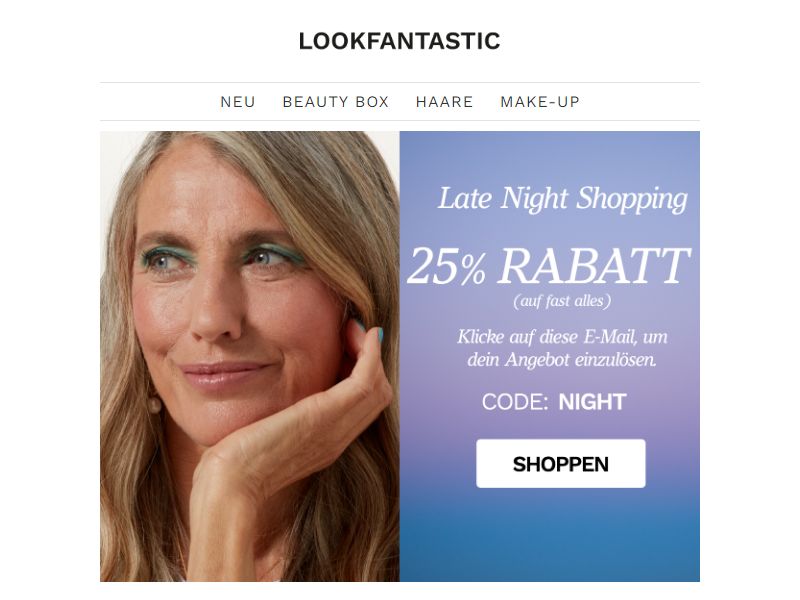 LOOKFANTASTIC
NEU BEAUTY BOX HAARE MAKE-UP
Late Night Shopping
25% RABATT
(auf fast alles)
Klicke auf diese E-Mail, um
dein Angebot einzulösen.
CODE: NIGHT
SHOPPEN